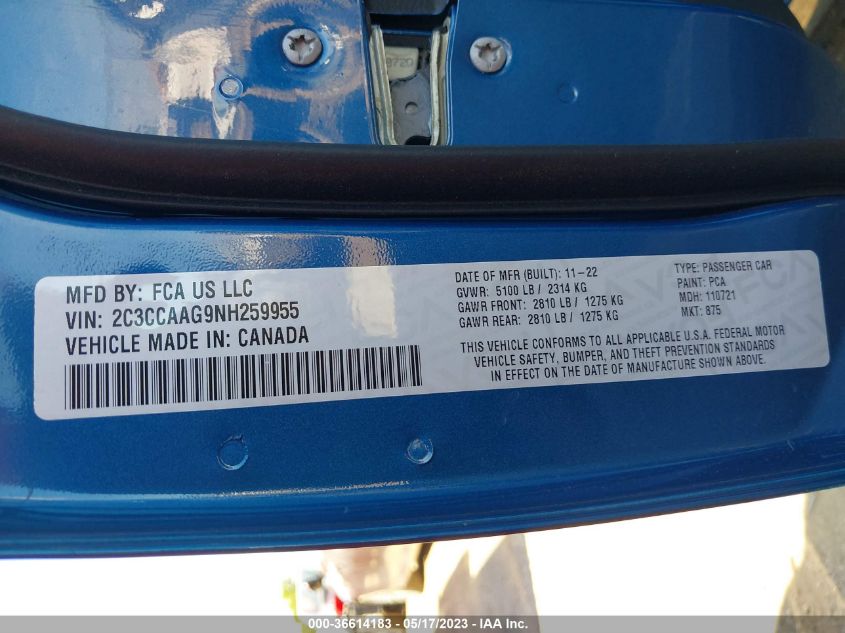 MFD BY: FCA US LLC
VIN: 2C3CCAAG9NH259955
VEHICLE MADE IN: CANADA
DATE OF MFR (BUILT): 11-22
GVWR: 5100 LB / 2314 KG
GAWR FRONT: 2810 LB / 1275 KG
GAWR REAR: 2810 LB / 1275 KG
TYPE: PASSENGER CAR
PAINT: PCA
MDH: 110721
MKT: 875
THIS VEHICLE CONFORMS TO ALL APPLICABLE U.S.A. FEDERAL MOTOR
VEHICLE SAFETY, BUMPER, AND THEFT PREVENTION STANDARDS
IN EFFECT ON THE DATE OF MANUFACTURE SHOWN ABOVE.
000-36614183 - 05/17/2023 - IAA Inc.